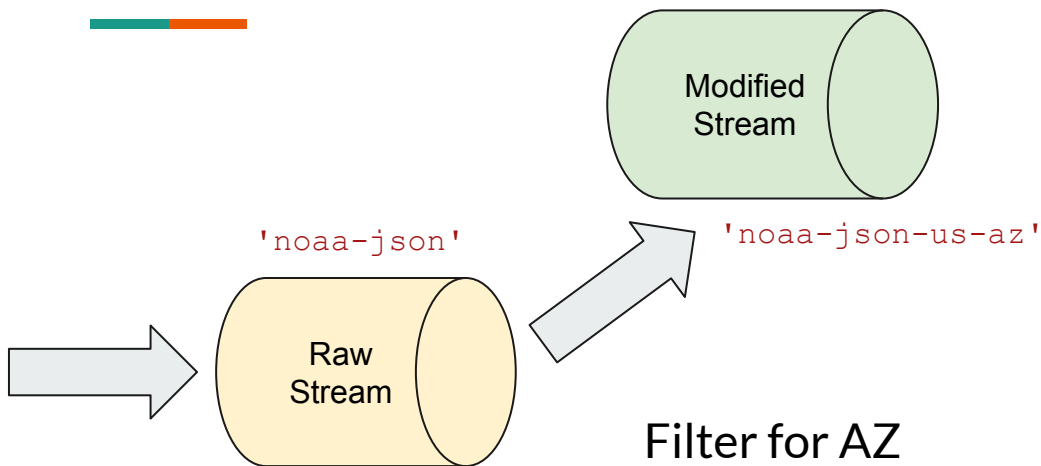 Modified
Stream
'noaa-json'
'noaa-json-us-az'
Raw
Stream
Filter for AZ